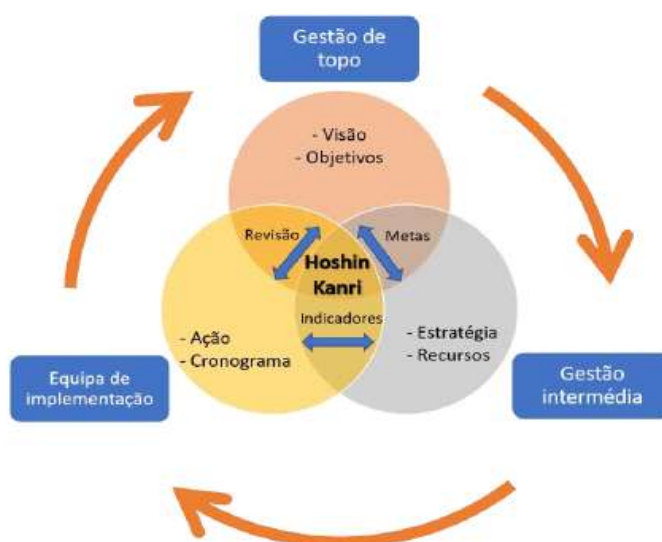 Gestão de
topo
- Visão
- Objetivos
Revisão
Metas
Hoshin
Kanri
Indicadores
- Ação
- Cronograma
- Estratégia
- Recursos
Equipa de
implementação
Gestão
intermédia